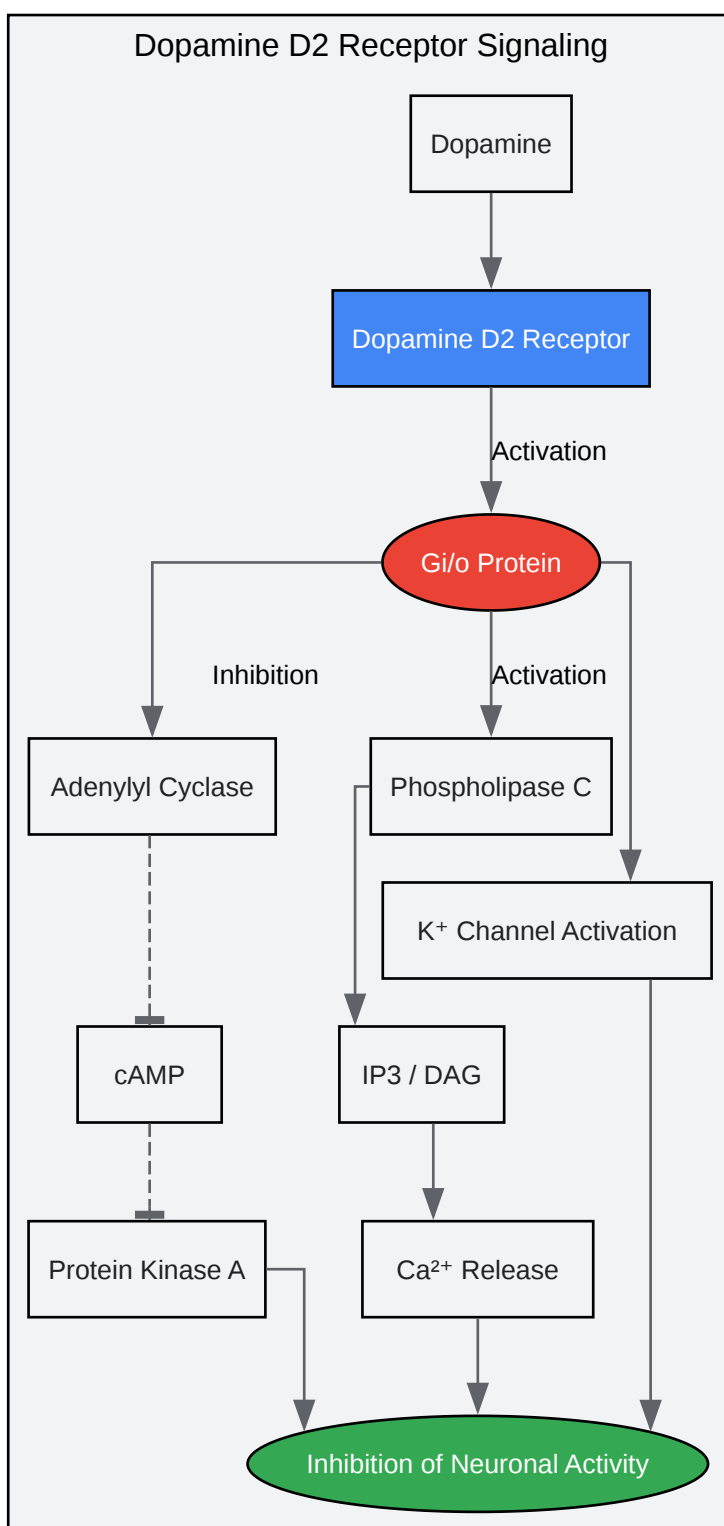 Dopamine D2 Receptor Signaling
Dopamine
Dopamine D2 Receptor
Activation
Gi/o Protein
Inhibition
Activation
Adenylyl Cyclase
Phospholipase C
K⁺ Channel Activation
cAMP
IP3 / DAG
Protein Kinase A
Ca²⁺ Release
Inhibition of Neuronal Activity